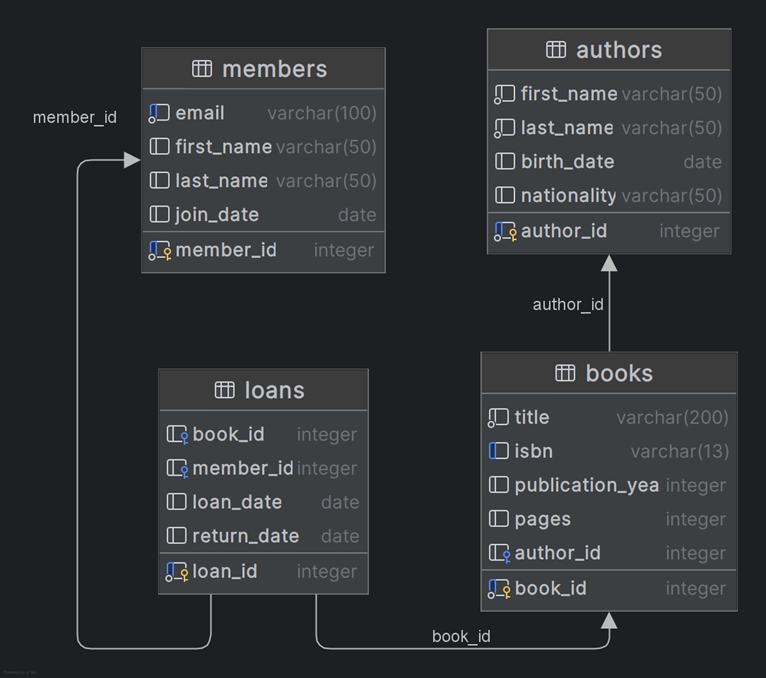 members
email varchar(100)
first_name varchar(50)
last_name varchar(50)
join_date date
member_id integer
authors
first_name varchar(50)
last_name varchar(50)
birth_date date
nationality varchar(50)
author_id integer
member_id
author_id
loans
book_id integer
member_id integer
loan_date date
return_date date
loan_id integer
books
title varchar(200)
isbn varchar(13)
publication_yea integer
pages integer
author_id integer
book_id integer
book_id